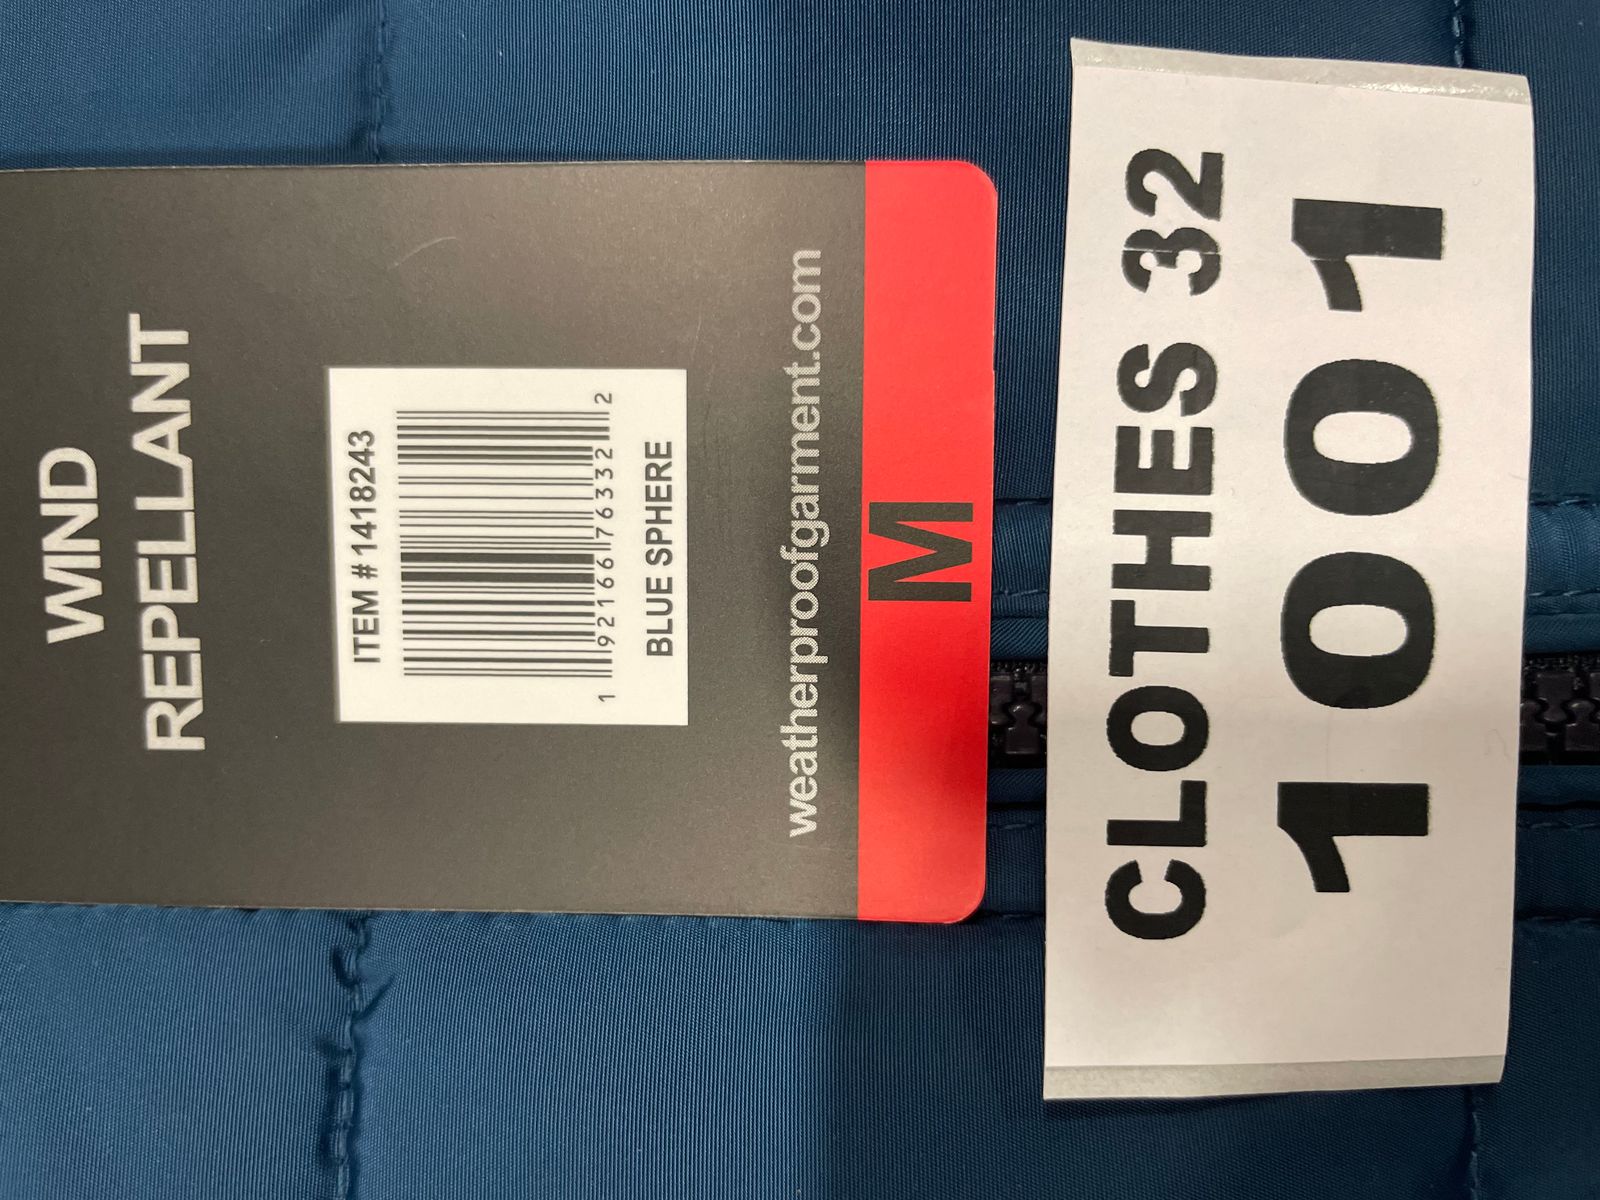 WIND
REPELLANT
ITEM # 1418243
1 92166 76332 2
BLUE SPHERE
weatherproofgarment.com
M
CLOTHES 32
1001